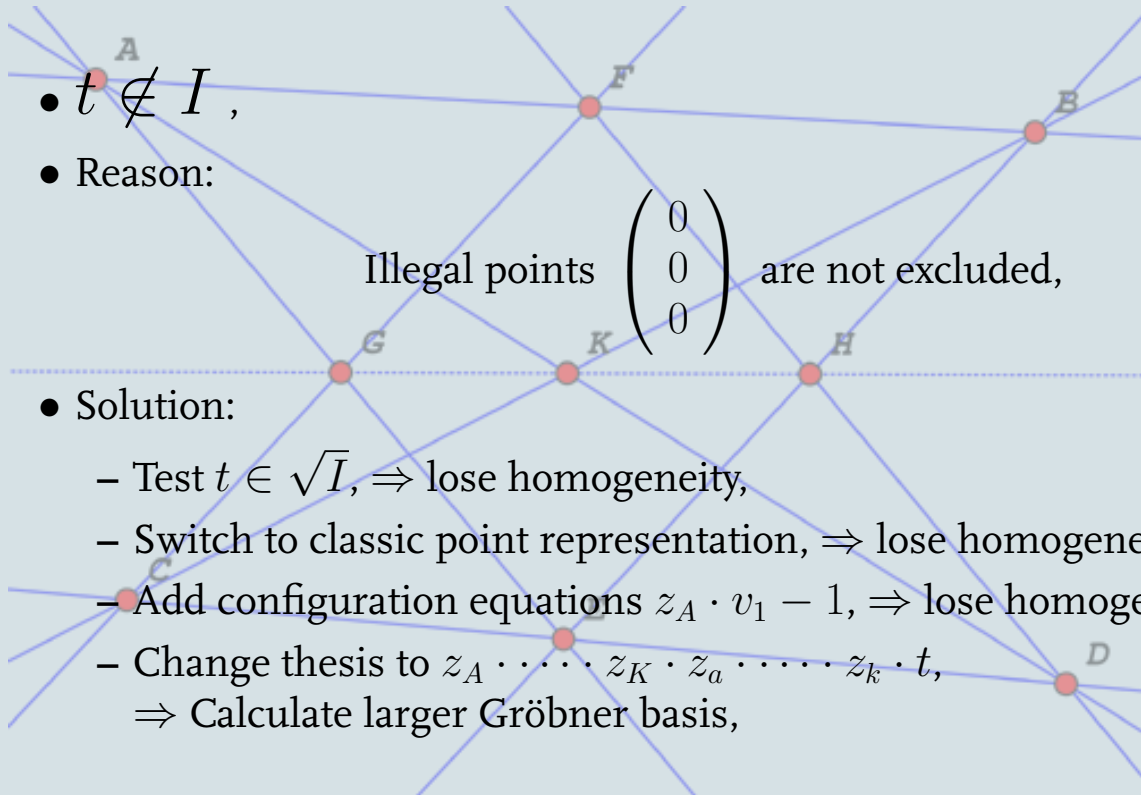 A
F
B
• t ∉ I ,
• Reason:
Illegal points (0 0 0) are not excluded,
G
K
H
• Solution:
– Test t ∈ √I, ⇒ lose homogeneity,
– Switch to classic point representation, ⇒ lose homogene
C
– Add configuration equations z_A · v_1 − 1, ⇒ lose homoge
– Change thesis to z_A · · · · · z_K · z_a · · · · · z_k · t,
D
⇒ Calculate larger Gröbner basis,